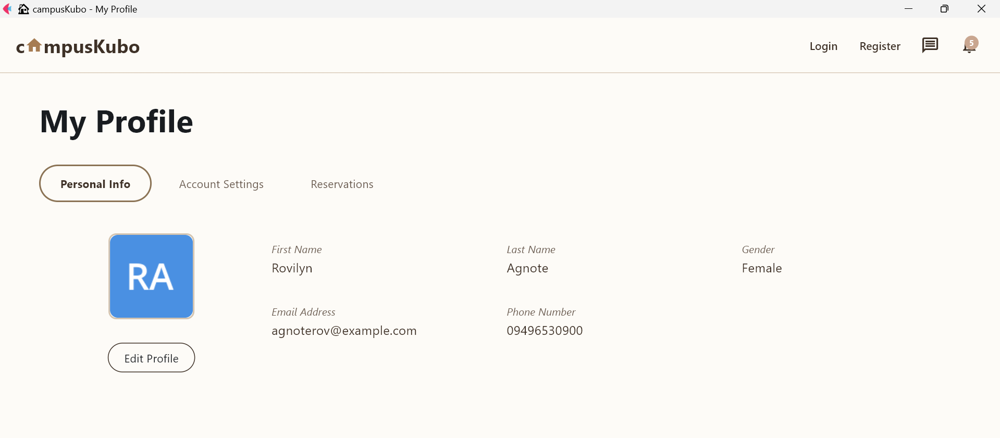 campusKubo - My Profile
c mpusKubo
Login Register 5
My Profile
Personal Info Account Settings Reservations
RA
First Name Last Name Gender
Rovilyn Agnote Female
Email Address Phone Number
agnoterov@example.com 09496530900
Edit Profile